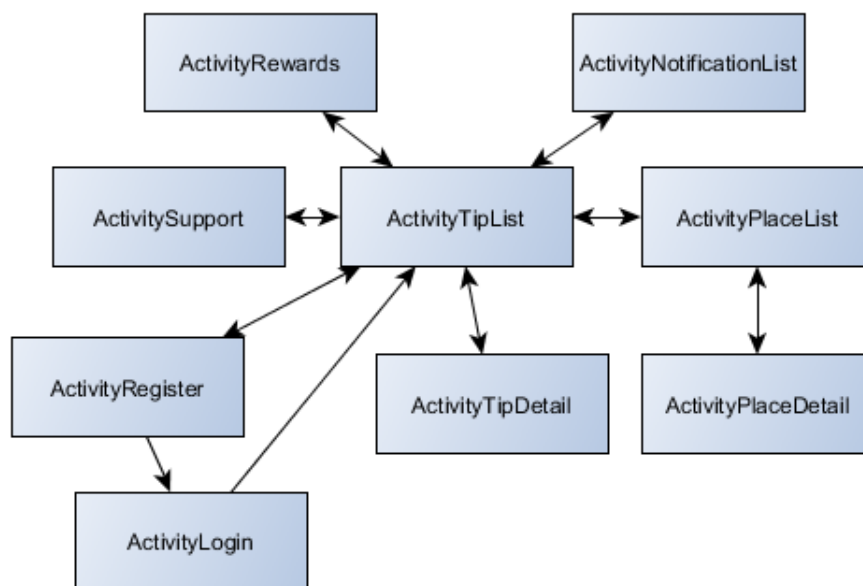 ActivityRewards
ActivityNotificationList
ActivitySupport
ActivityTipList
ActivityPlaceList
ActivityRegister
ActivityTipDetail
ActivityPlaceDetail
ActivityLogin